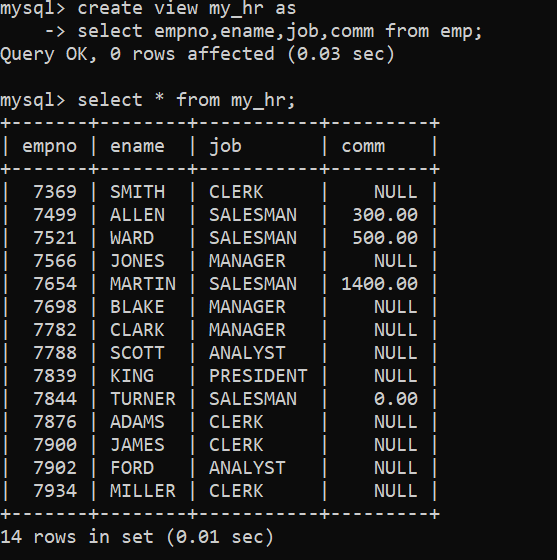 mysql> create view my_hr as
    -> select empno,ename,job,comm from emp;
Query OK, 0 rows affected (0.03 sec)

mysql> select * from my_hr;
+-------+--------+-----------+---------+
| empno | ename  | job       | comm    |
+-------+--------+-----------+---------+
|  7369 | SMITH  | CLERK     |    NULL |
|  7499 | ALLEN  | SALESMAN  |  300.00 |
|  7521 | WARD   | SALESMAN  |  500.00 |
|  7566 | JONES  | MANAGER   |    NULL |
|  7654 | MARTIN | SALESMAN  | 1400.00 |
|  7698 | BLAKE  | MANAGER   |    NULL |
|  7782 | CLARK  | MANAGER   |    NULL |
|  7788 | SCOTT  | ANALYST   |    NULL |
|  7839 | KING   | PRESIDENT |    NULL |
|  7844 | TURNER | SALESMAN  |    0.00 |
|  7876 | ADAMS  | CLERK     |    NULL |
|  7900 | JAMES  | CLERK     |    NULL |
|  7902 | FORD   | ANALYST   |    NULL |
|  7934 | MILLER | CLERK     |    NULL |
+-------+--------+-----------+---------+
14 rows in set (0.01 sec)